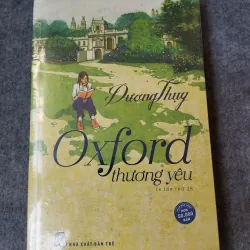 Dương Thụy
Oxford
thương yêu
NHÀ XUẤT BẢN TRẺ